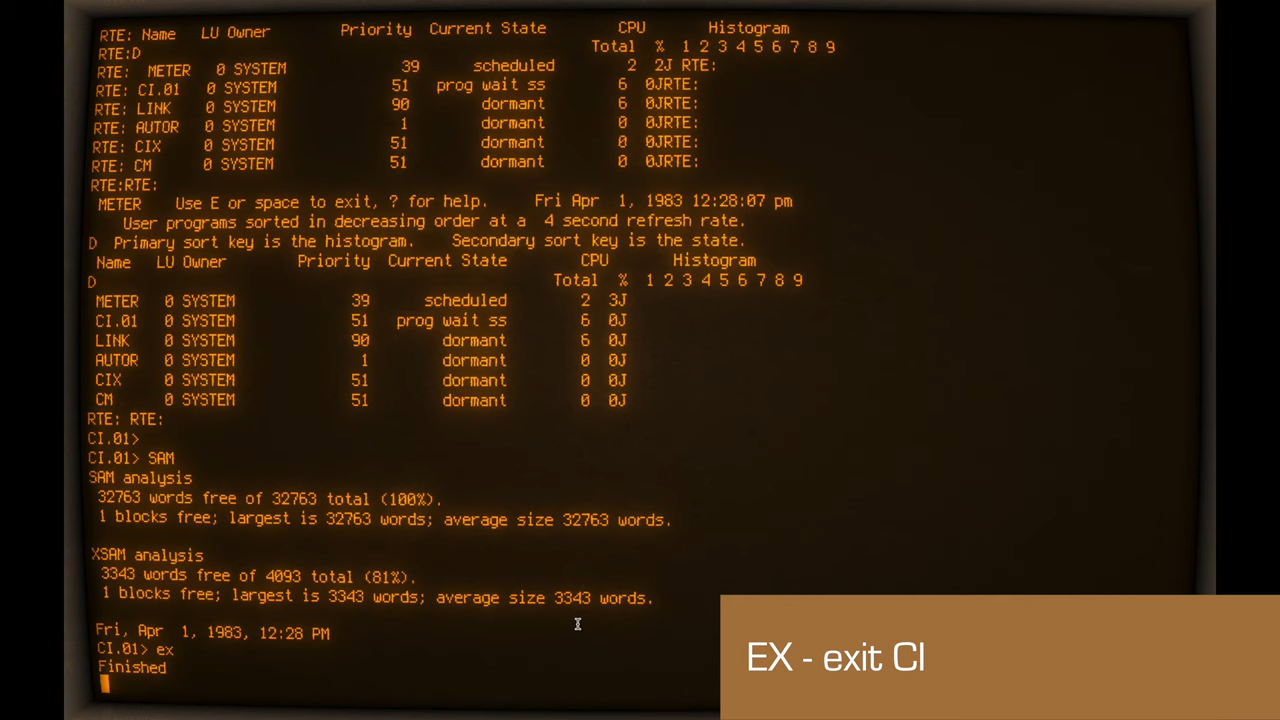 RTE: Name LU Owner Priority Current State CPU Histogram
RTE:D Total % 1 2 3 4 5 6 7 8 9
RTE: METER 0 SYSTEM 39 scheduled 2 2J RTE:
RTE: CI.01 0 SYSTEM 51 prog wait ss 6 0JRTE:
RTE: LINK 0 SYSTEM 90 dormant 6 0JRTE:
RTE: AUTOR 0 SYSTEM 1 dormant 0 0JRTE:
RTE: CIX 0 SYSTEM 51 dormant 0 0JRTE:
RTE: CM 0 SYSTEM 51 dormant 0 0JRTE:
RTE:RTE:
METER Use E or space to exit, ? for help. Fri Apr 1, 1983 12:28:07 pm
User programs sorted in decreasing order at a 4 second refresh rate.
D Primary sort key is the histogram. Secondary sort key is the state.
Name LU Owner Priority Current State CPU Histogram
D Total % 1 2 3 4 5 6 7 8 9
METER 0 SYSTEM 39 scheduled 2 3J
CI.01 0 SYSTEM 51 prog wait ss 6 0J
LINK 0 SYSTEM 90 dormant 6 0J
AUTOR 0 SYSTEM 1 dormant 0 0J
CIX 0 SYSTEM 51 dormant 0 0J
CM 0 SYSTEM 51 dormant 0 0J
RTE: RTE:
CI.01>
CI.01> SAM
SAM analysis
32763 words free of 32763 total (100%).
1 blocks free; largest is 32763 words; average size 32763 words.
XSAM analysis
3343 words free of 4093 total (81%).
1 blocks free; largest is 3343 words; average size 3343 words.
Fri, Apr 1, 1983, 12:28 PM
CI.01> ex
Finished
EX - exit CI